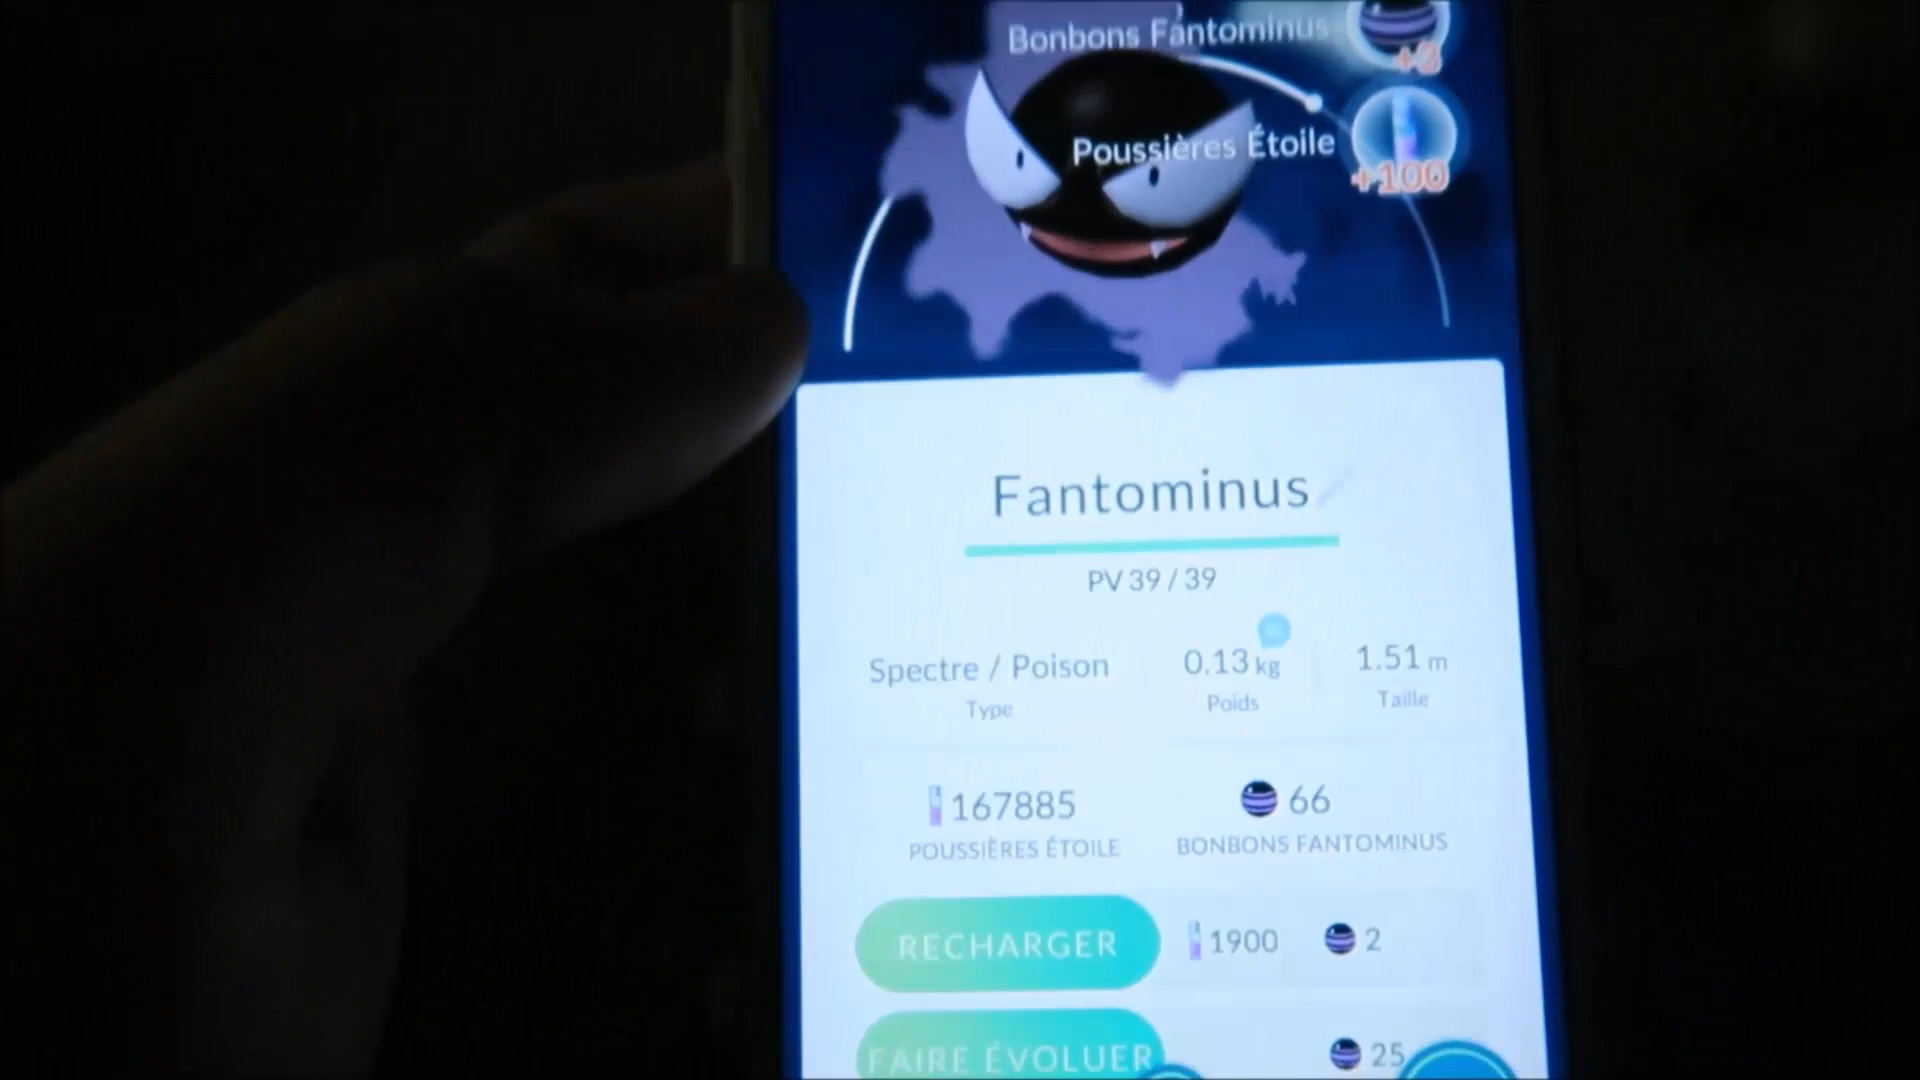 Bonbons Fantominus
+3
Poussières Étoile
+100
Fantominus
PV 39 / 39
Spectre / Poison
Type
0.13 kg
Poids
1.51 m
Taille
167885
POUSSIÈRES ÉTOILE
66
BONBONS FANTOMINUS
RECHARGER
1900
2
FAIRE ÉVOLUER
25